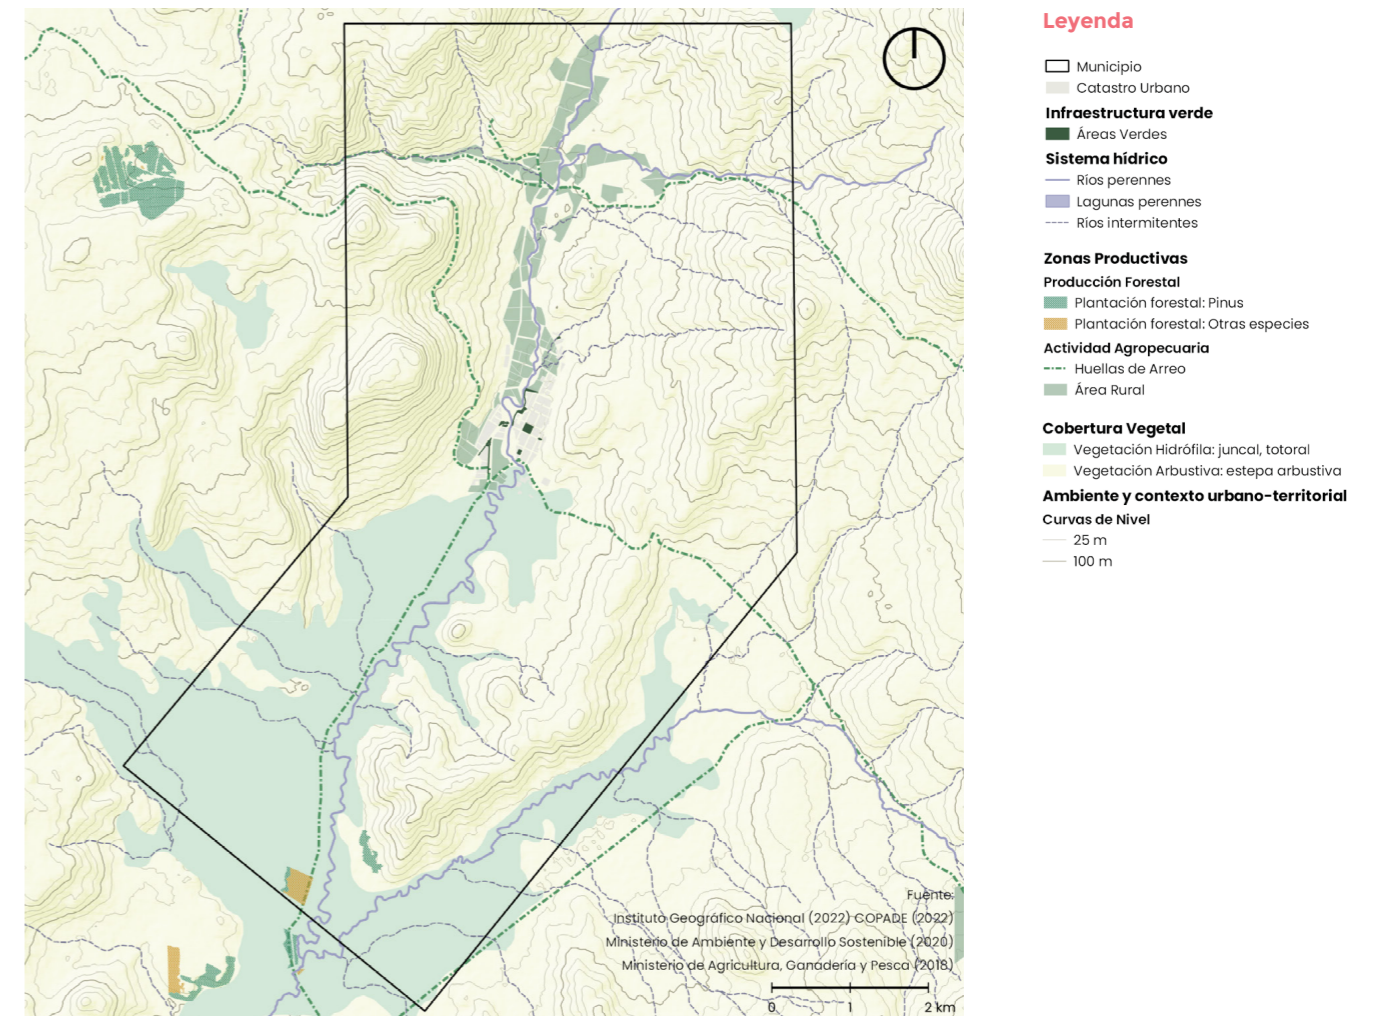 Leyenda
Municipio
Catastro Urbano
Infraestructura verde
Áreas Verdes
Sistema hídrico
Ríos perennes
Lagunas perennes
Ríos intermitentes
Zonas Productivas
Producción Forestal
Plantación forestal: Pinus
Plantación forestal: Otras especies
Actividad Agropecuaria
Huellas de Arreo
Área Rural
Cobertura Vegetal
Vegetación Hidrófila: juncal, totoral
Vegetación Arbustiva: estepa arbustiva
Ambiente y contexto urbano-territorial
Curvas de Nivel
25 m
100 m
Fuente:
Instituto Geográfico Nacional (2022) COPADE (2022)
Ministerio de Ambiente y Desarrollo Sostenible (2020)
Ministerio de Agricultura, Ganadería y Pesca (2018)
0 1 2 km